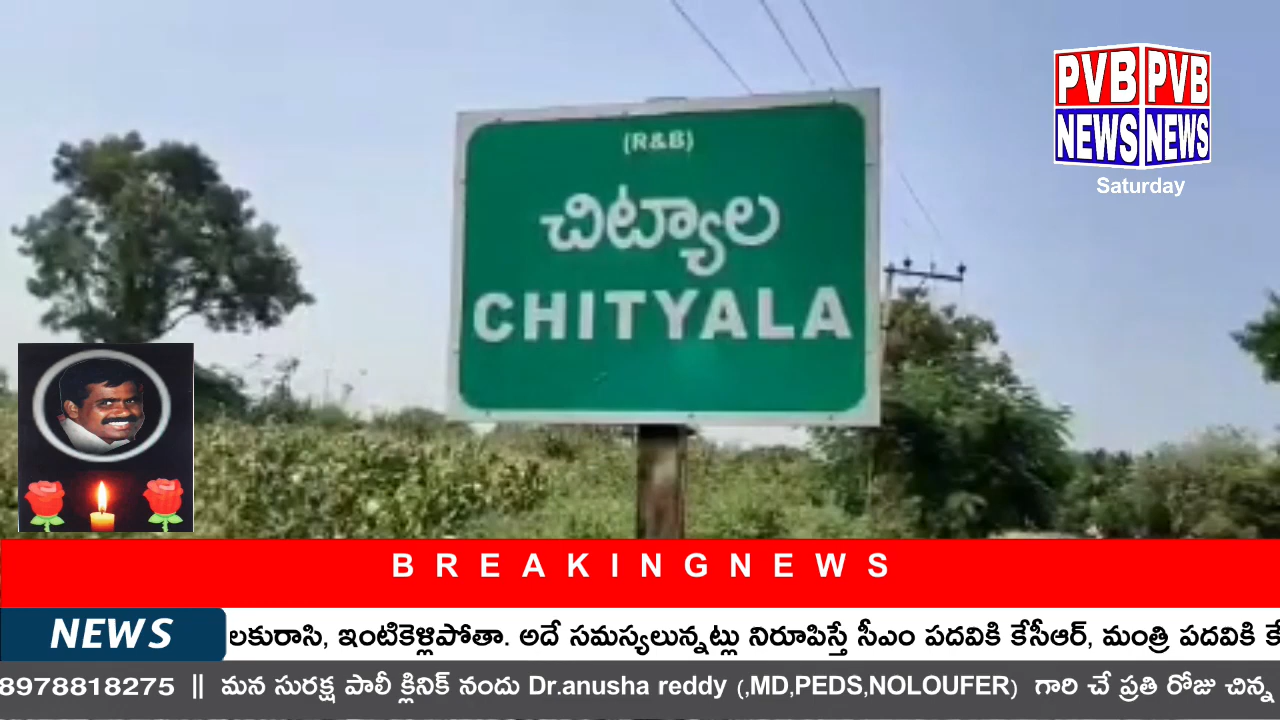 (R&B)
చిట్యాల
CHITYALA
PVB PVB
NEWS NEWS
Saturday
BREAKINGNEWS
NEWS
లకురాసి, ఇంటికెళ్లిపోతా. అదే సమస్యలున్నట్లు నిరూపిస్తే సీఎం పదవికి కేసీఆర్, మంత్రి పదవికి కే
8978818275 || మన సురక్ష పాలీ క్లినిక్ నందు Dr.anusha reddy (,MD,PEDS,NOLOUFER) గారి చే ప్రతి రోజు చిన్న